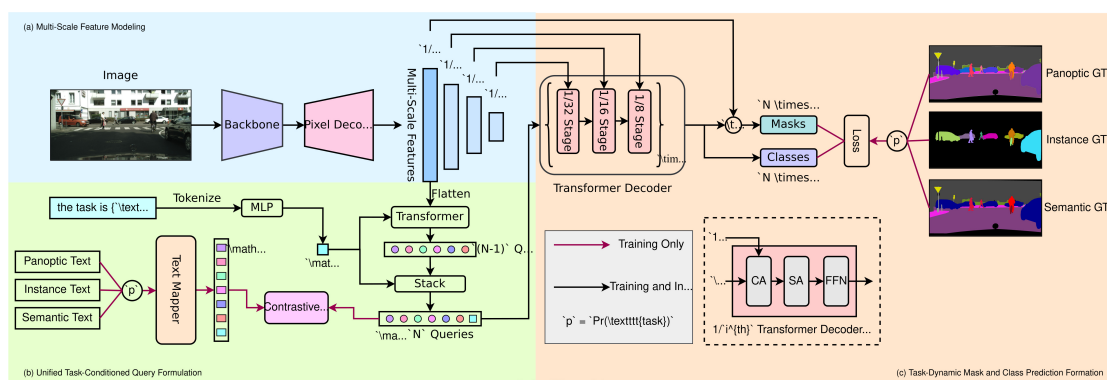 (a) Multi-Scale Feature Modeling
Image
Backbone
Pixel Deco...
Multi-Scale Features
`1/...
`1/...
`1/...
`1/...
Flatten
1/32 Stage
1/16 Stage
1/8 Stage
`\tim...
Transformer Decoder
`\t...
`N \times...
Masks
Classes
`N \times...
Loss
`p`
Panoptic GT
Instance GT
Semantic GT
Tokenize
the task is {`\text...
MLP
`\mat...
Transformer
`(N-1)` Q...
Stack
`\ma...
`N` Queries
Panoptic Text
Instance Text
Semantic Text
`p`
Text Mapper
`\math...
Contrastive...
Training Only
Training and In...
`p` = `Pr(\textttt{task})`
`1...
`\...
CA
SA
FFN
1/`i^{th}` Transformer Decoder...
(b) Unified Task-Conditioned Query Formulation
(c) Task-Dynamic Mask and Class Prediction Formation